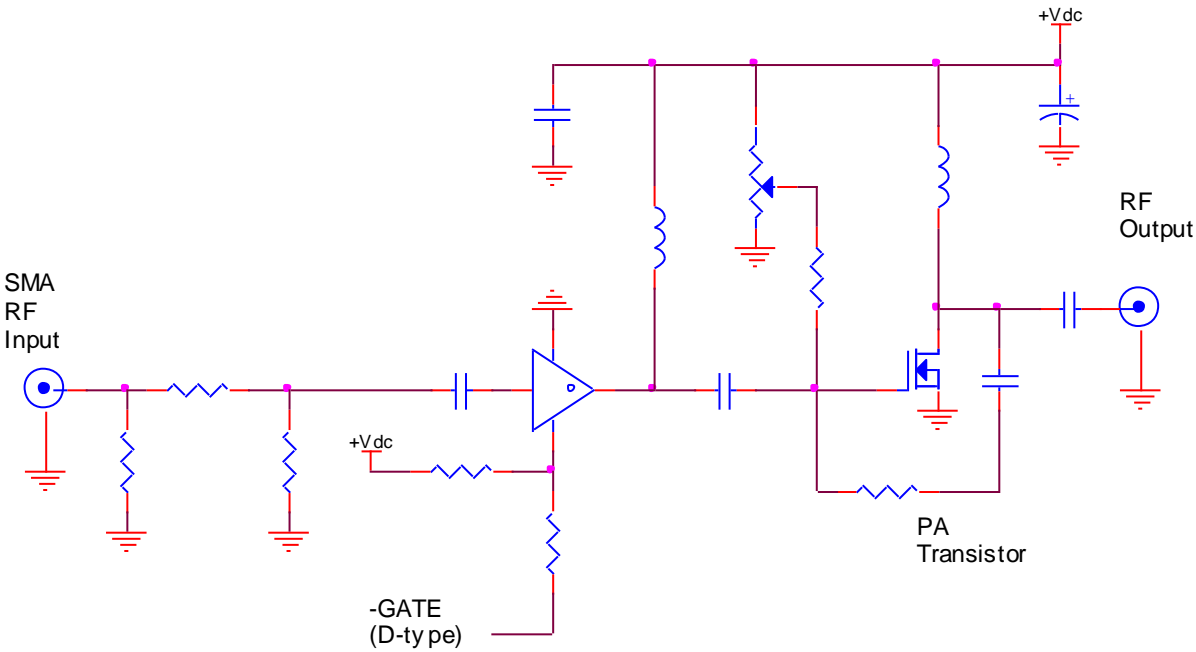 +Vdc
RF
Output
SMA
RF
Input
+Vdc
PA
Transistor
-GATE
(D-type)